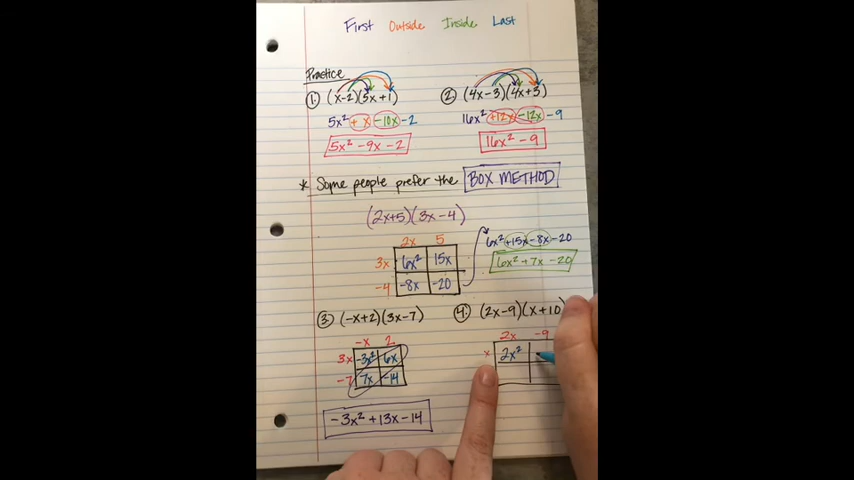 First Outside Inside Last
Practice
1. (x-2)(5x+1)
5x² + x -10x -2
5x² -9x -2
2. (4x-3)(4x+3)
16x² +12x -12x -9
16x² -9
* Some people prefer the BOX METHOD
(2x+5)(3x-4)
2x 5
3x 6x² 15x
-4 -8x -20
6x² +15x -8x -20
6x² +7x -20
3. (-x+2)(3x-7)
-x 2
3x -3x² 6x
-7 7x -14
-3x² +13x -14
4. (2x-9)(x+10)
2x -9
x 2x²